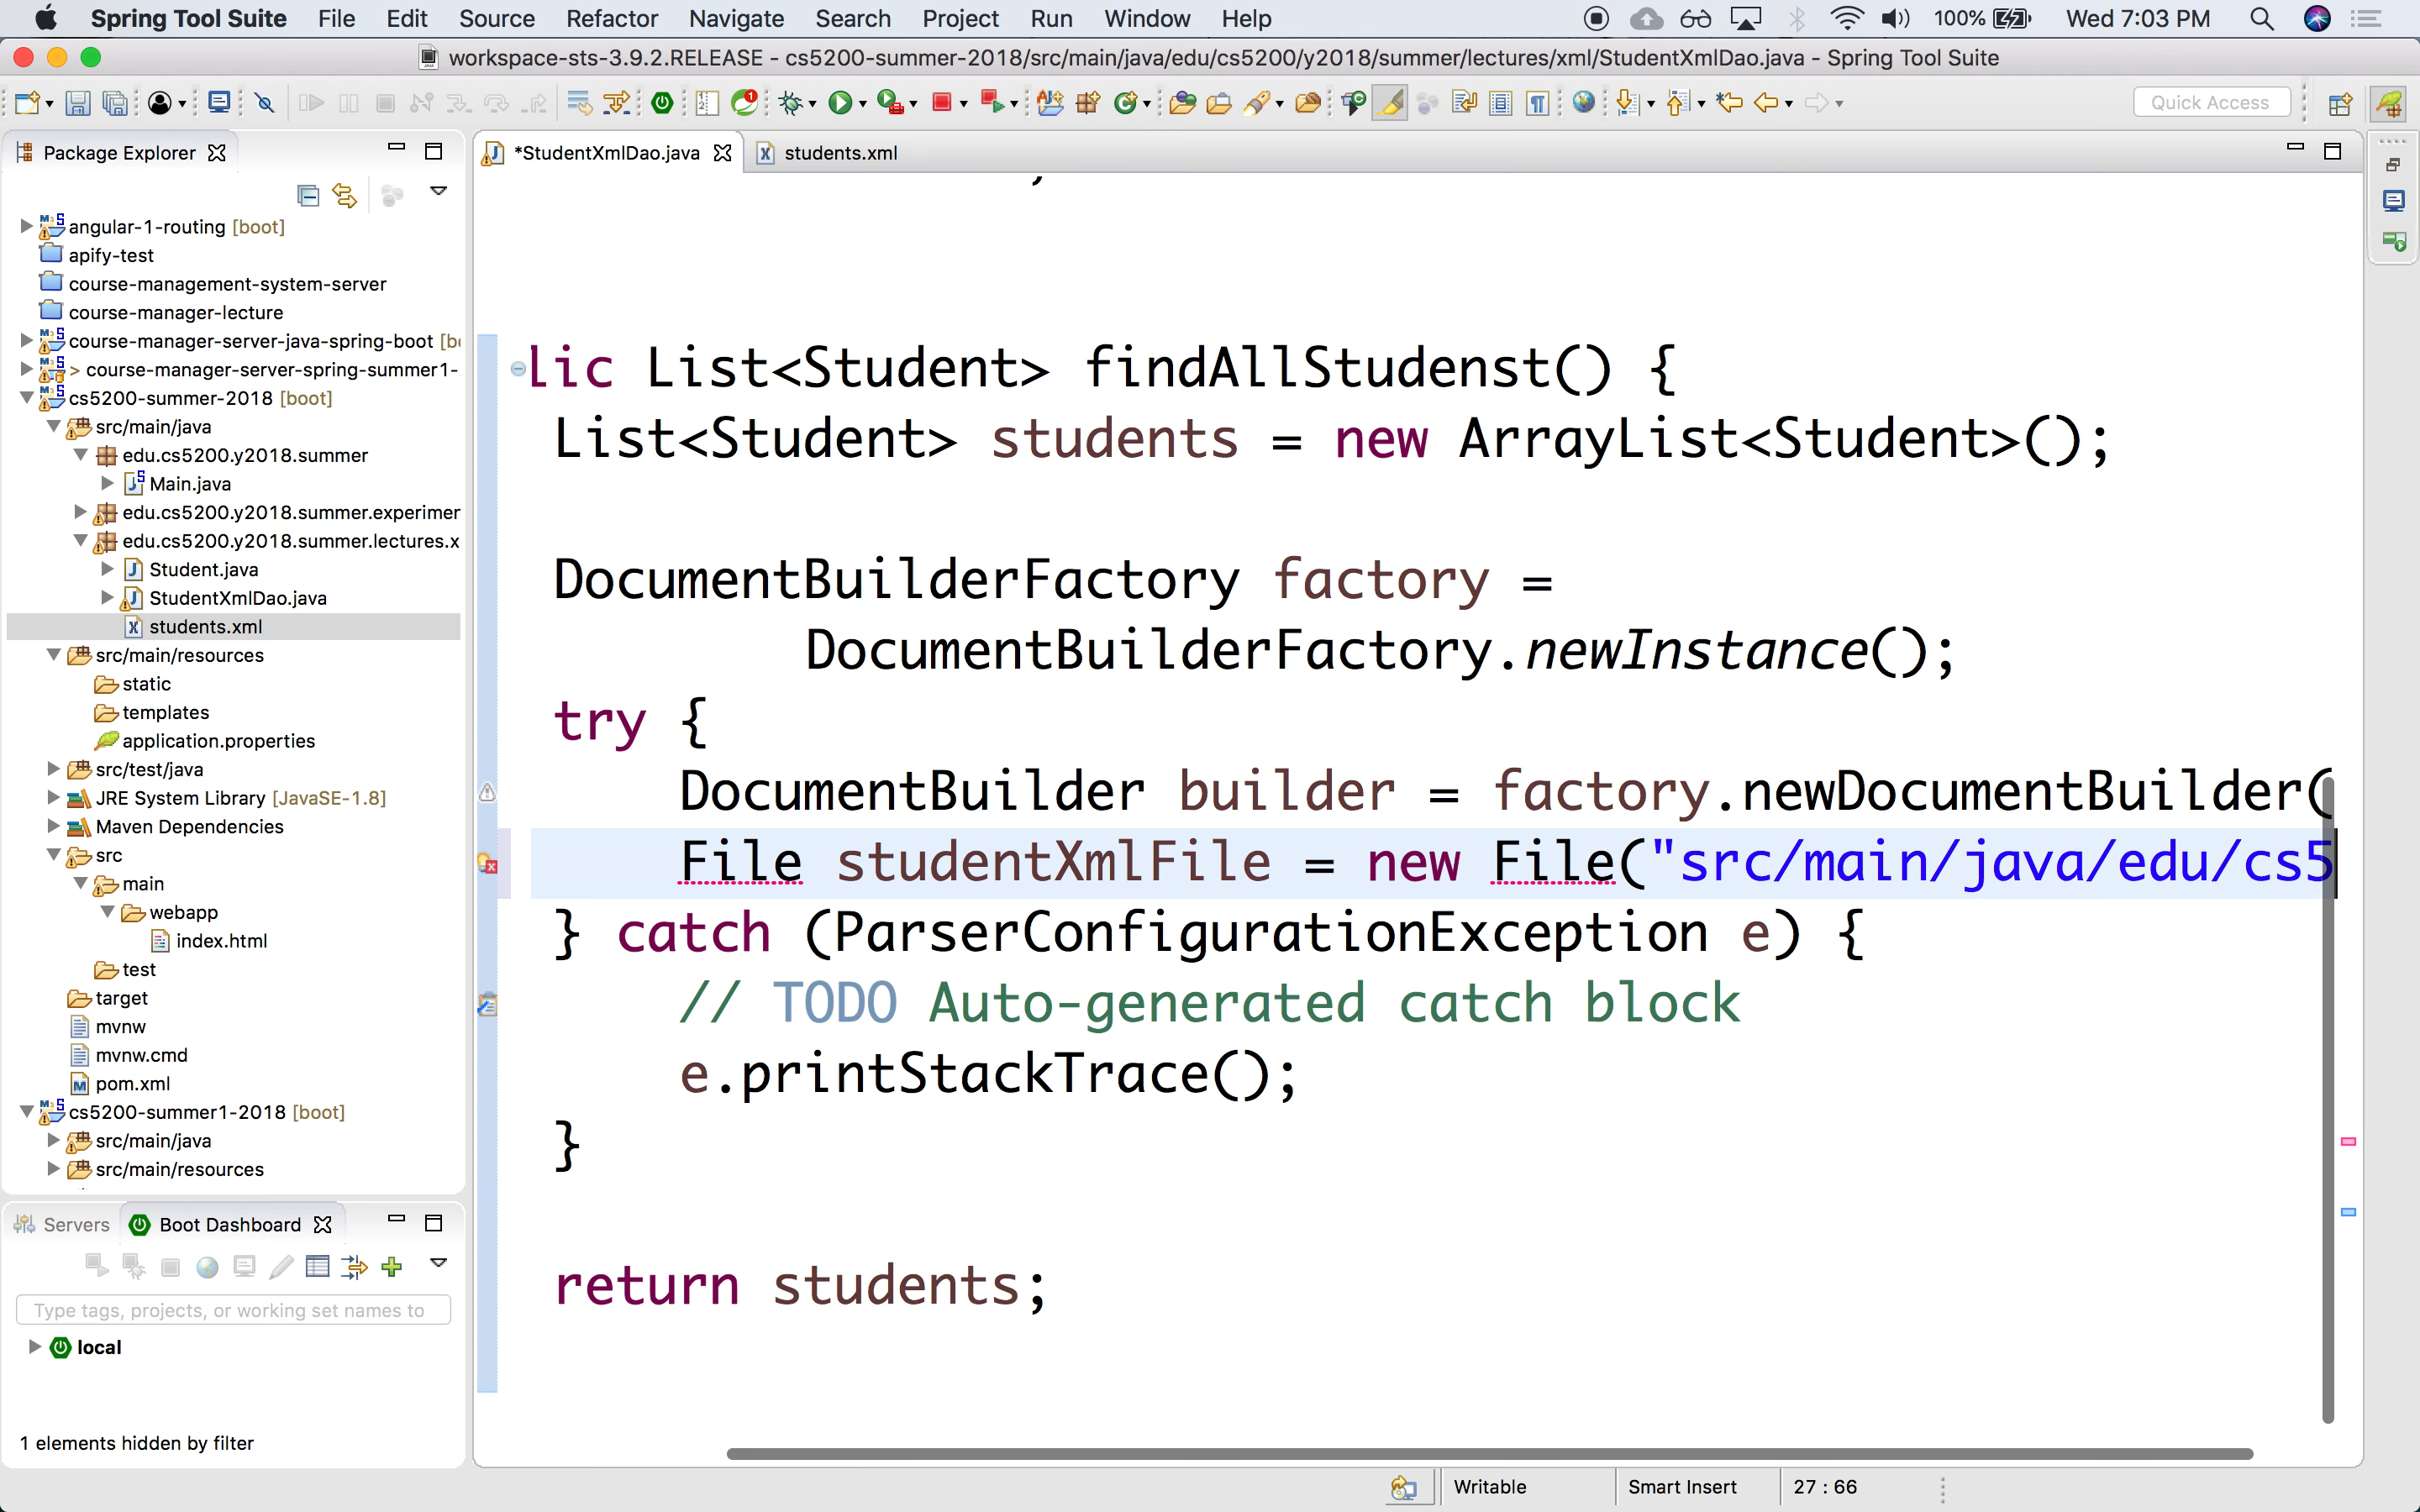 Spring Tool Suite File Edit Source Refactor Navigate Search Project Run Window Help 100% Wed 7:03 PM
workspace-sts-3.9.2.RELEASE - cs5200-summer-2018/src/main/java/edu/cs5200/y2018/summer/lectures/xml/StudentXmlDao.java - Spring Tool Suite
Quick Access
Package Explorer
angular-1-routing [boot]
apify-test
course-management-system-server
course-manager-lecture
course-manager-server-java-spring-boot [b
> course-manager-server-spring-summer1-
cs5200-summer-2018 [boot]
src/main/java
edu.cs5200.y2018.summer
Main.java
edu.cs5200.y2018.summer.experimer
edu.cs5200.y2018.summer.lectures.x
Student.java
StudentXmlDao.java
students.xml
src/main/resources
static
templates
application.properties
src/test/java
JRE System Library [JavaSE-1.8]
Maven Dependencies
src
main
webapp
index.html
test
target
mvnw
mvnw.cmd
pom.xml
cs5200-summer1-2018 [boot]
src/main/java
src/main/resources
Servers Boot Dashboard
Type tags, projects, or working set names to
local
1 elements hidden by filter
*StudentXmlDao.java students.xml
lic List<Student> findAllStudenst() {
List<Student> students = new ArrayList<Student>();
DocumentBuilderFactory factory =
DocumentBuilderFactory.newInstance();
try {
DocumentBuilder builder = factory.newDocumentBuilder(
File studentXmlFile = new File("src/main/java/edu/cs5
} catch (ParserConfigurationException e) {
// TODO Auto-generated catch block
e.printStackTrace();
}
return students;
Writable Smart Insert 27 : 66